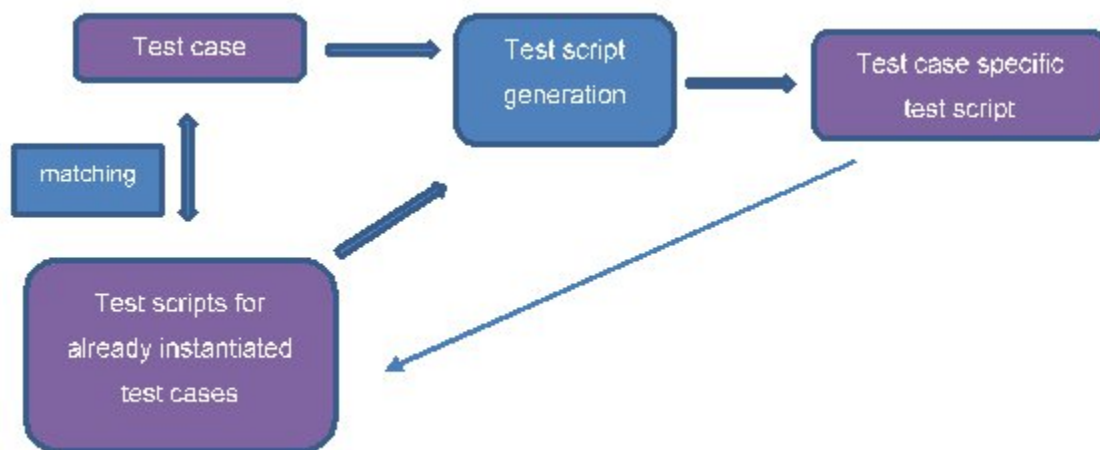 Test case
Test script
generation
Test case specific
test script
matching
Test scripts for
already instantiated
test cases